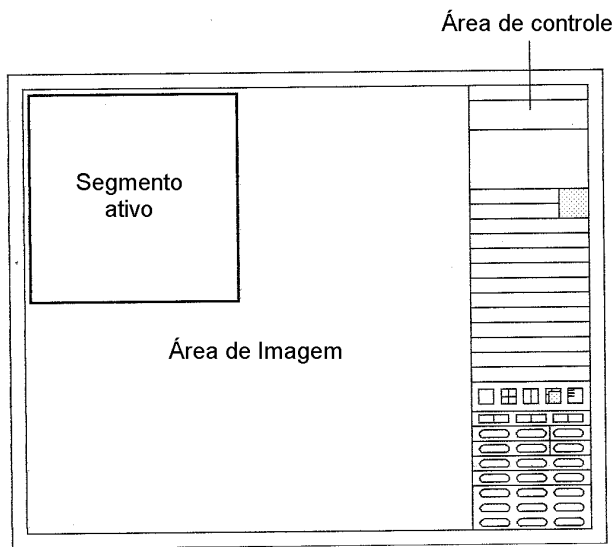 Área de controle
Segmento
ativo
Área de Imagem